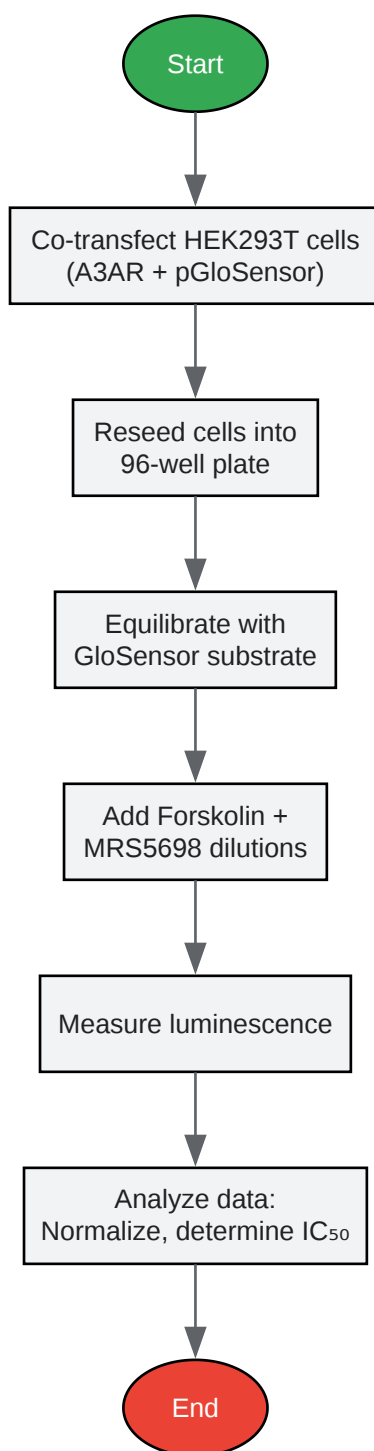 Start
Co-transfect HEK293T cells
(A3AR + pGloSensor)
Reseed cells into
96-well plate
Equilibrate with
GloSensor substrate
Add Forskolin +
MRS5698 dilutions
Measure luminescence
Analyze data:
Normalize, determine IC₅₀
End